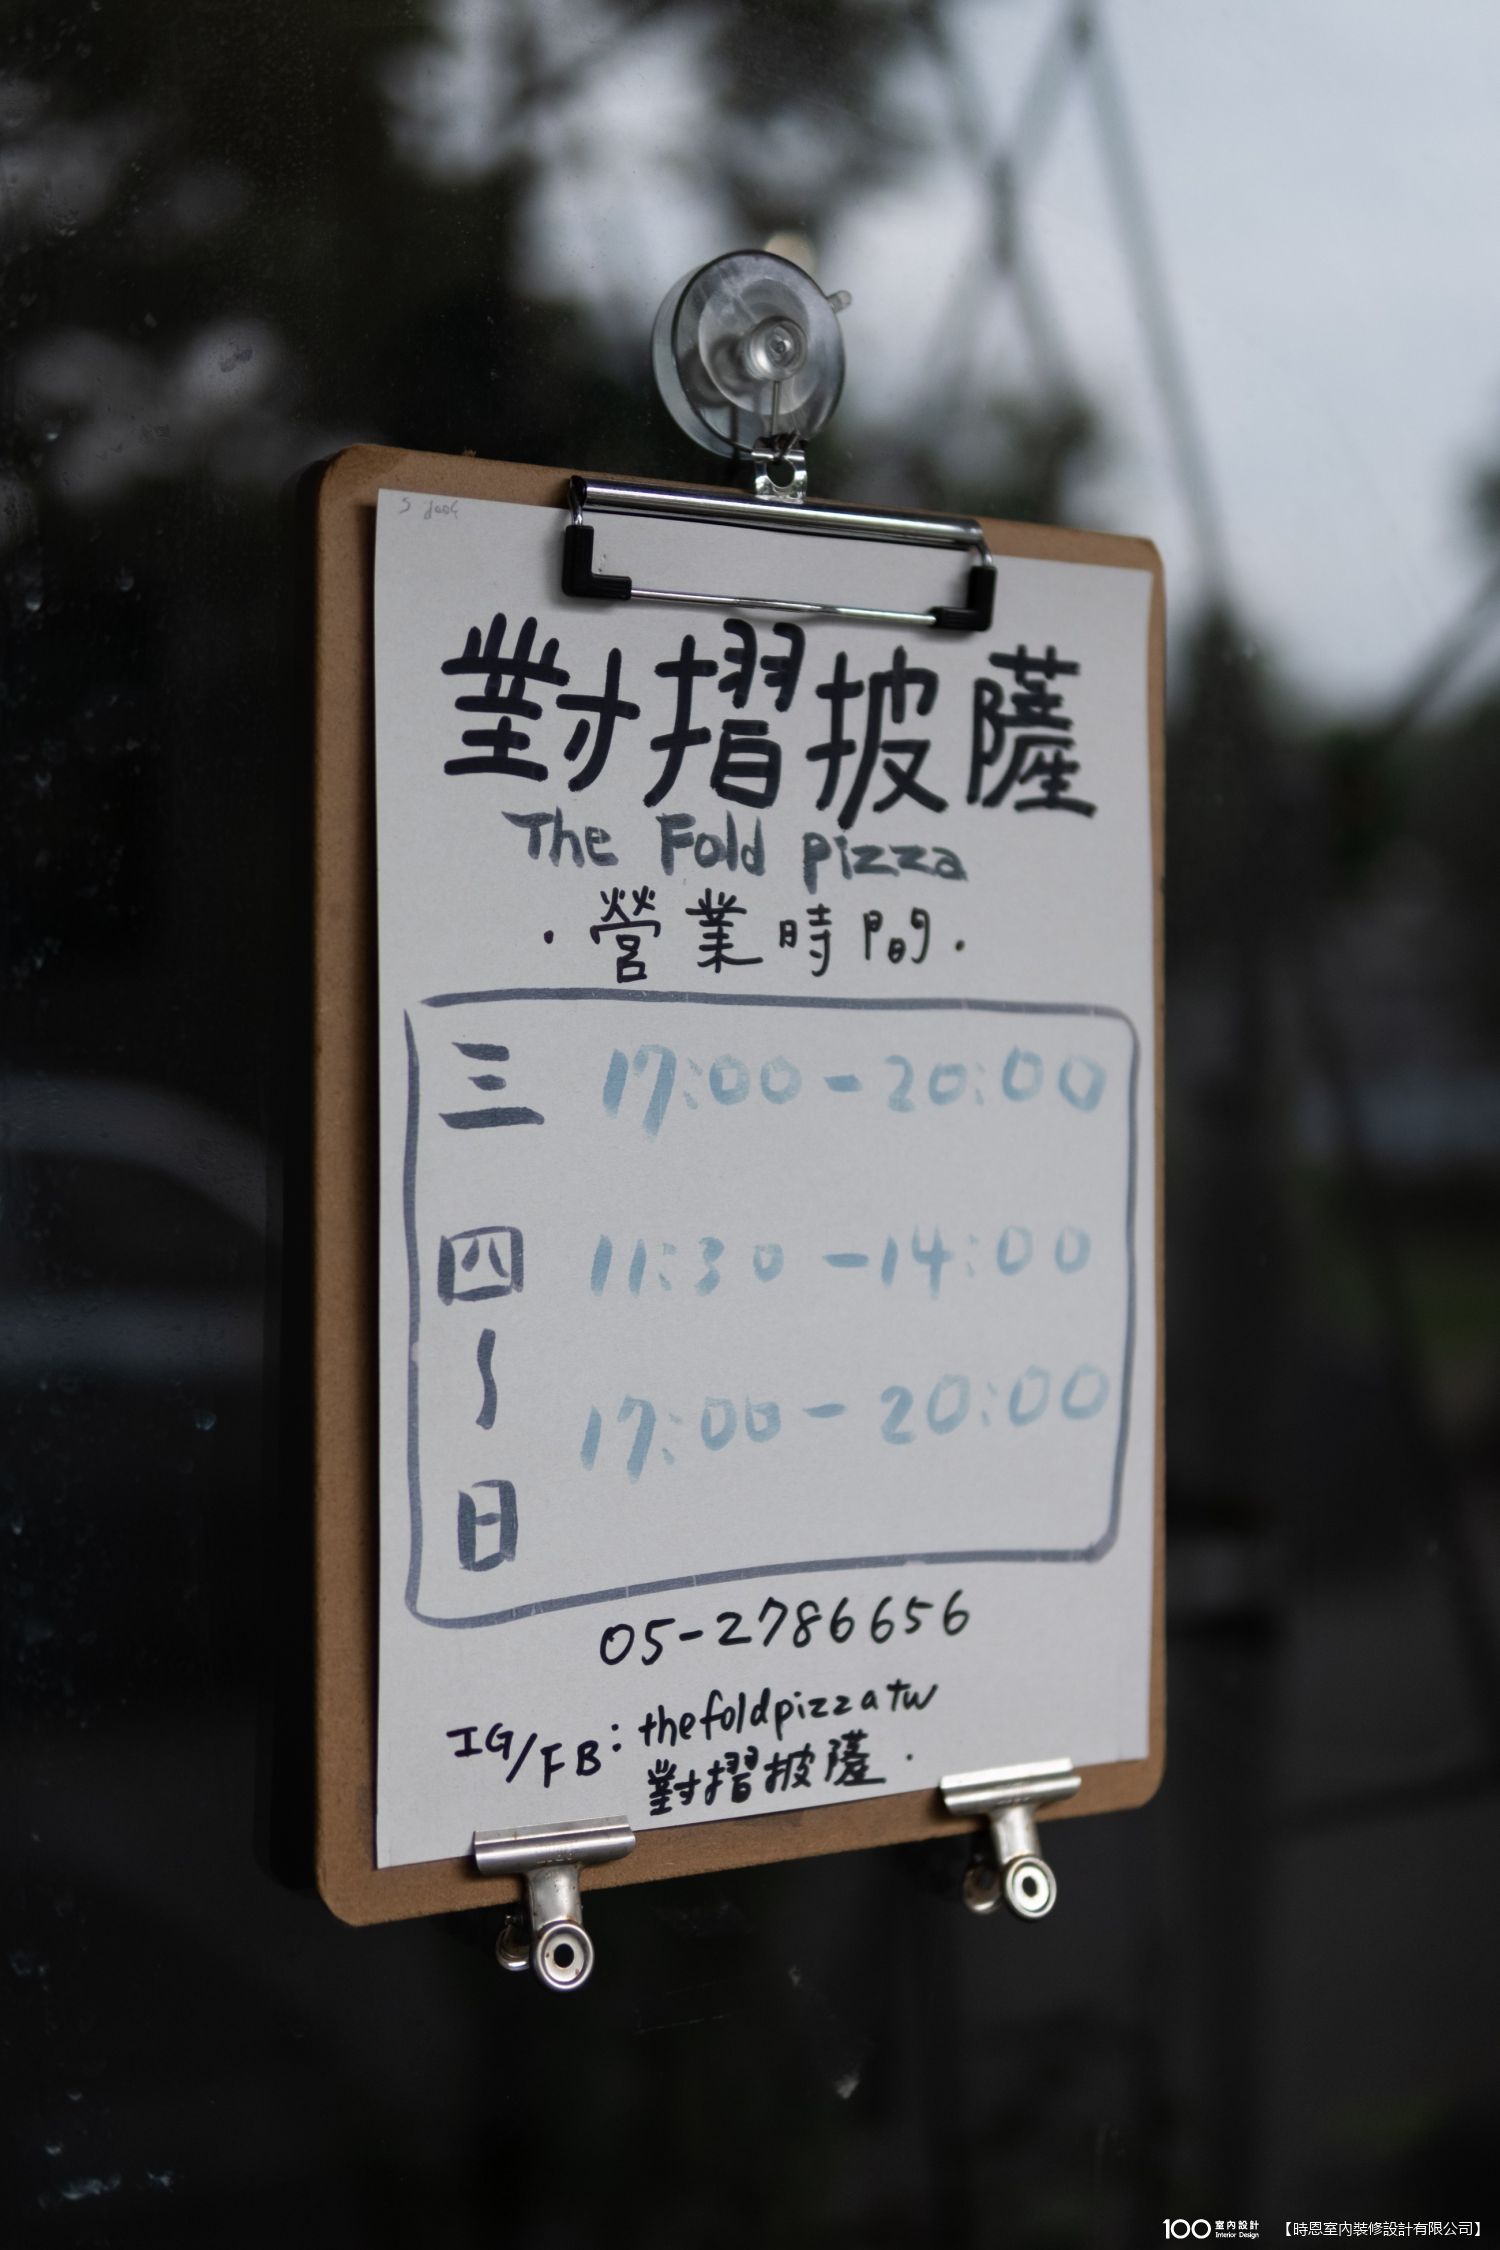 對摺披薩
The Fold pizza
·營業時間·
三 17:00-20:00
四 11:30-14:00
~ 17:00-20:00
日
05-2786656
IG/FB: thefoldpizzatw
對摺披薩·
100 室內設計 Interior Design 【時恩室內裝修設計有限公司】